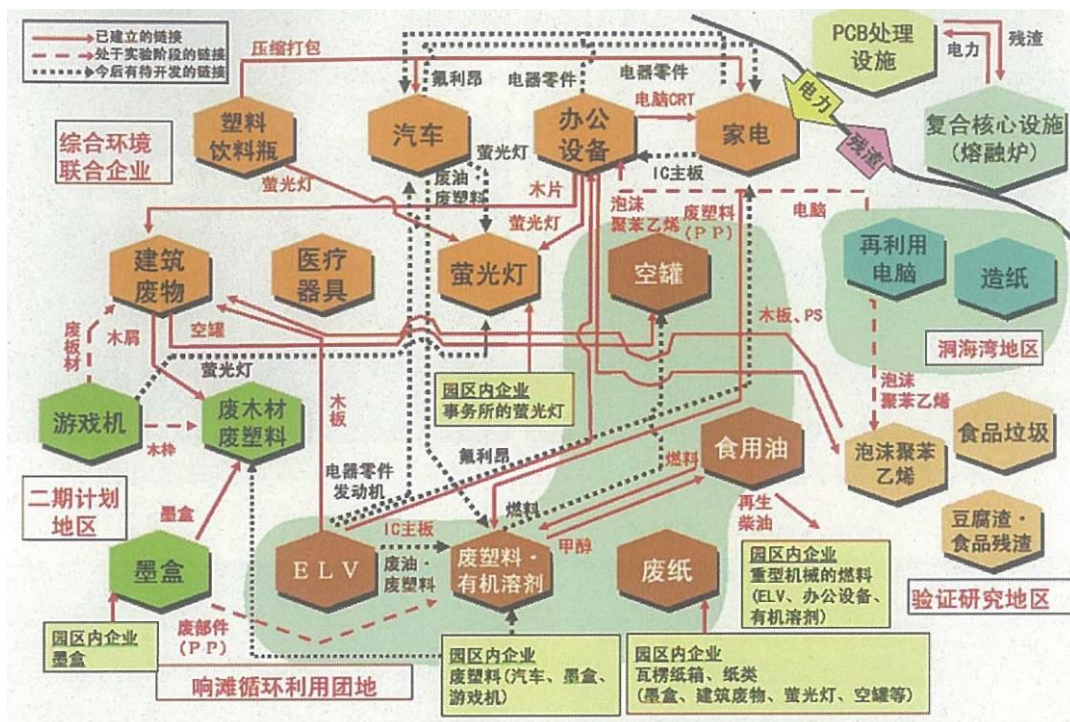 已建立的链接
处于实验阶段的链接
今后有待开发的链接
压缩打包
氟利昂
电器零件
电器零件
电脑CRT
PCB处理
设施
电力
残渣
电力
残渣
复合核心设施
(熔融炉)
综合环境
联合企业
塑料
饮料瓶
汽车
办公
设备
家电
萤光灯
废油·
废塑料
IC主板
萤光灯
木片
萤光灯
泡沫
聚苯乙烯
废塑料
(PP)
电脑
建筑
废物
医疗
器具
萤光灯
空罐
再利用
电脑
造纸
洞海湾地区
废板材
木屑
空罐
木板、PS
萤光灯
园区内企业
事务所的萤光灯
泡沫
聚苯乙烯
游戏机
木枠
废木材
废塑料
木板
氟利昂
燃料
食用油
泡沫聚苯
乙烯
食品垃圾
二期计划
地区
墨盒
电器零件
发动机
燃料
甲醇
再生
柴油
豆腐渣·
食品残渣
墨盒
ELV
IC主板
废油·
废塑料
废塑料·
有机溶剂
废纸
园区内企业
重型机械的燃料
(ELV、办公设备、
有机溶剂)
验证研究地区
园区内企业
墨盒
废部件
(PP)
响滩循环利用团地
园区内企业
废塑料(汽车、墨盒、
游戏机)
园区内企业
瓦楞纸箱、纸类
(墨盒、建筑废物、萤光灯、空罐等)